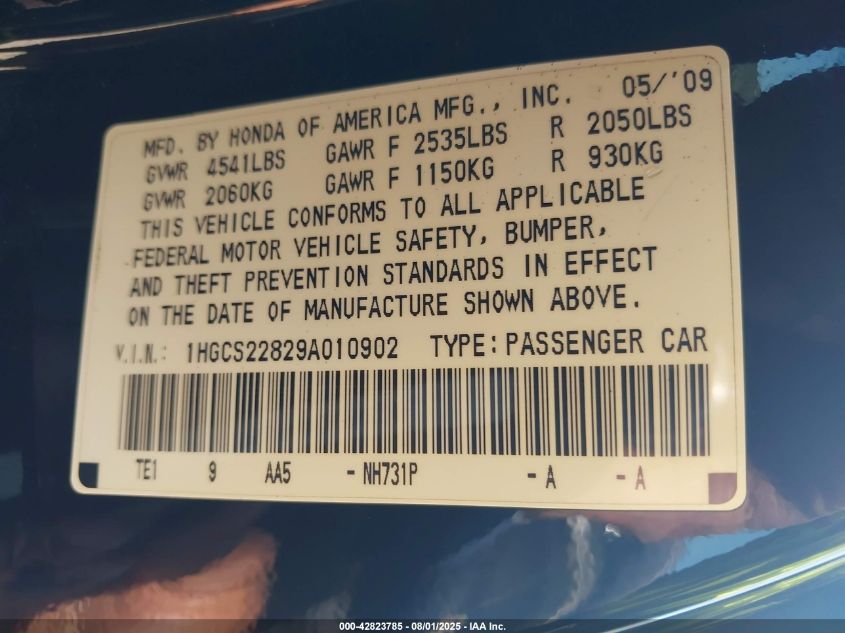 MFD. BY HONDA OF AMERICA MFG., INC. 05/'09
GVWR 4541LBS GAWR F 2535LBS R 2050LBS
GVWR 2060KG GAWR F 1150KG R 930KG
THIS VEHICLE CONFORMS TO ALL APPLICABLE
FEDERAL MOTOR VEHICLE SAFETY, BUMPER,
AND THEFT PREVENTION STANDARDS IN EFFECT
ON THE DATE OF MANUFACTURE SHOWN ABOVE.
V.I.N.: 1HGCS22829A010902 TYPE:PASSENGER CAR
TE1 9 AA5 - NH731P - A - A
000-42823785 - 08/01/2025 - IAA Inc.